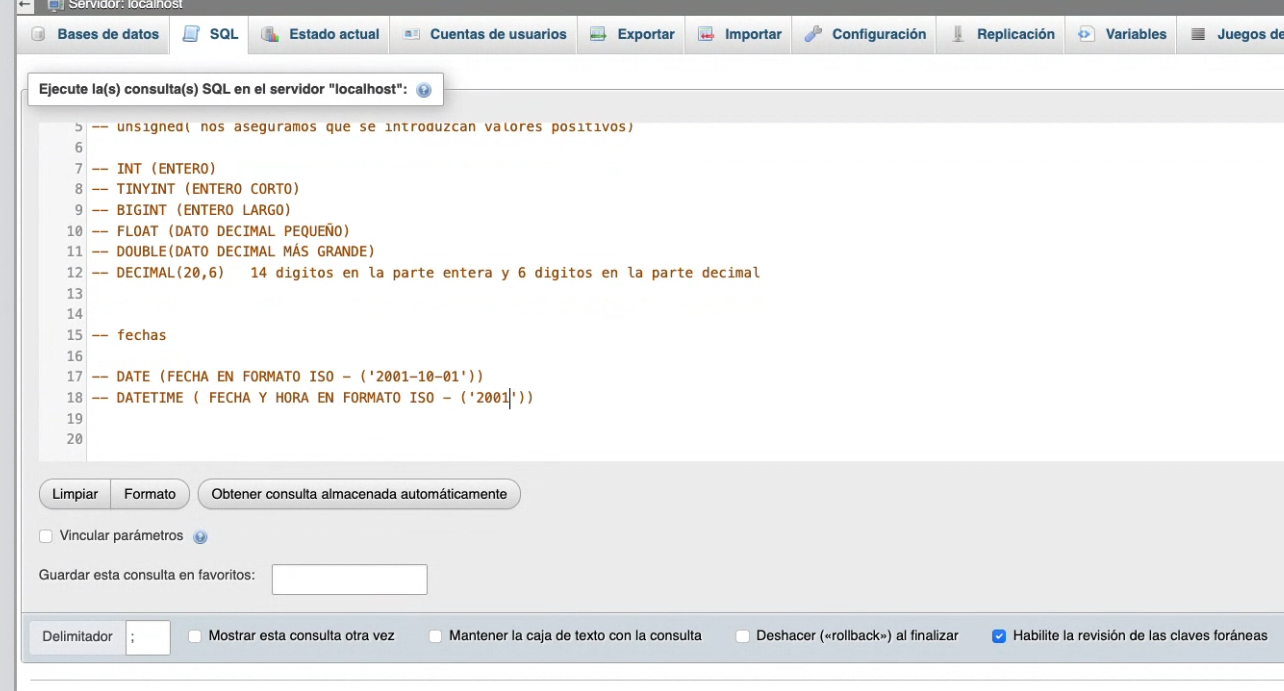 ← Servidor: localhost
Bases de datos SQL Estado actual Cuentas de usuarios Exportar Importar Configuración Replicación Variables Juegos de
Ejecute la(s) consulta(s) SQL en el servidor "localhost":
5 -- unsigned( nos aseguramos que se introduzcan valores positivos)
6
7 -- INT (ENTERO)
8 -- TINYINT (ENTERO CORTO)
9 -- BIGINT (ENTERO LARGO)
10 -- FLOAT (DATO DECIMAL PEQUEÑO)
11 -- DOUBLE(DATO DECIMAL MÁS GRANDE)
12 -- DECIMAL(20,6)   14 digitos en la parte entera y 6 digitos en la parte decimal
13
14
15 -- fechas
16
17 -- DATE (FECHA EN FORMATO ISO - ('2001-10-01'))
18 -- DATETIME ( FECHA Y HORA EN FORMATO ISO - ('2001'))
19
20
Limpiar Formato Obtener consulta almacenada automáticamente
Vincular parámetros
Guardar esta consulta en favoritos:
Delimitador ; Mostrar esta consulta otra vez Mantener la caja de texto con la consulta Deshacer («rollback») al finalizar Habilite la revisión de las claves foráneas